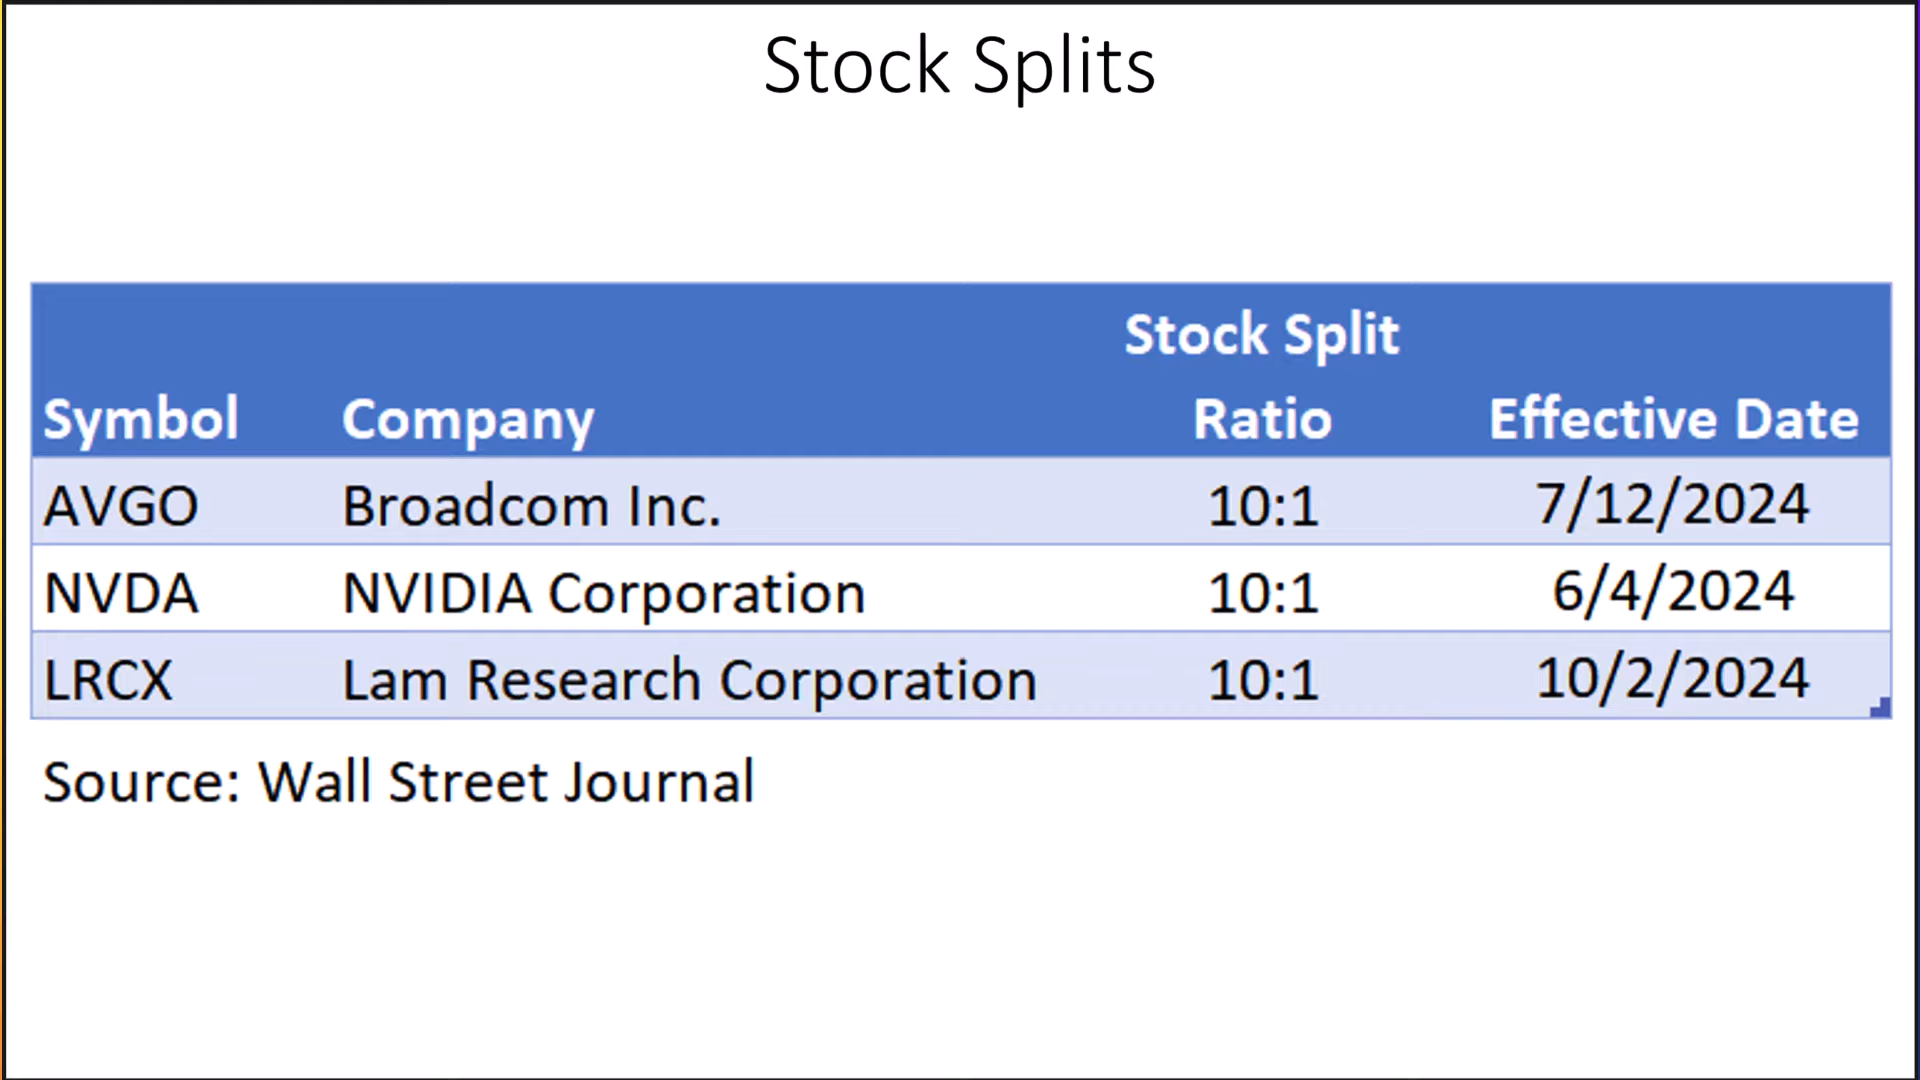 Stock Splits
Stock Split
Symbol Company Ratio Effective Date
AVGO Broadcom Inc. 10:1 7/12/2024
NVDA NVIDIA Corporation 10:1 6/4/2024
LRCX Lam Research Corporation 10:1 10/2/2024
Source: Wall Street Journal